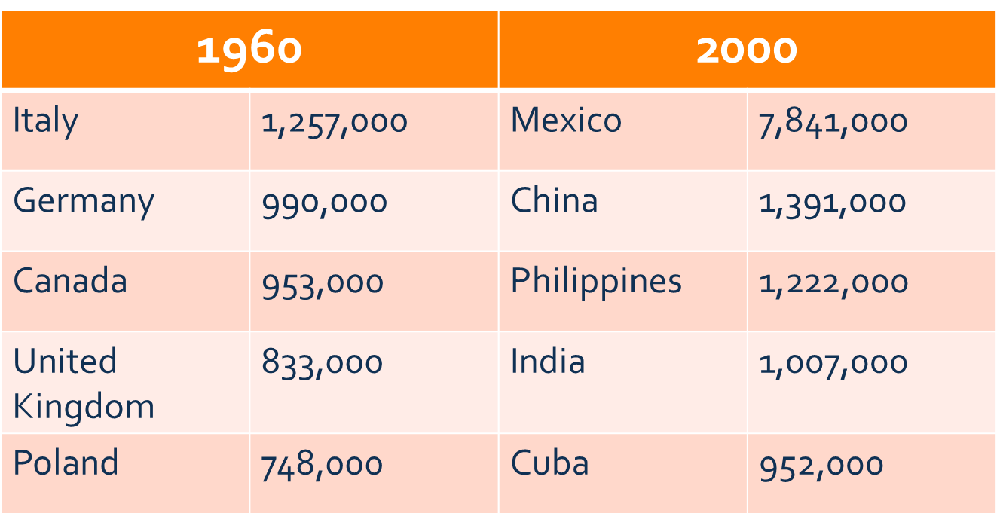 1960 2000
Italy 1,257,000 Mexico 7,841,000
Germany 990,000 China 1,391,000
Canada 953,000 Philippines 1,222,000
United
Kingdom 833,000 India 1,007,000
Poland 748,000 Cuba 952,000